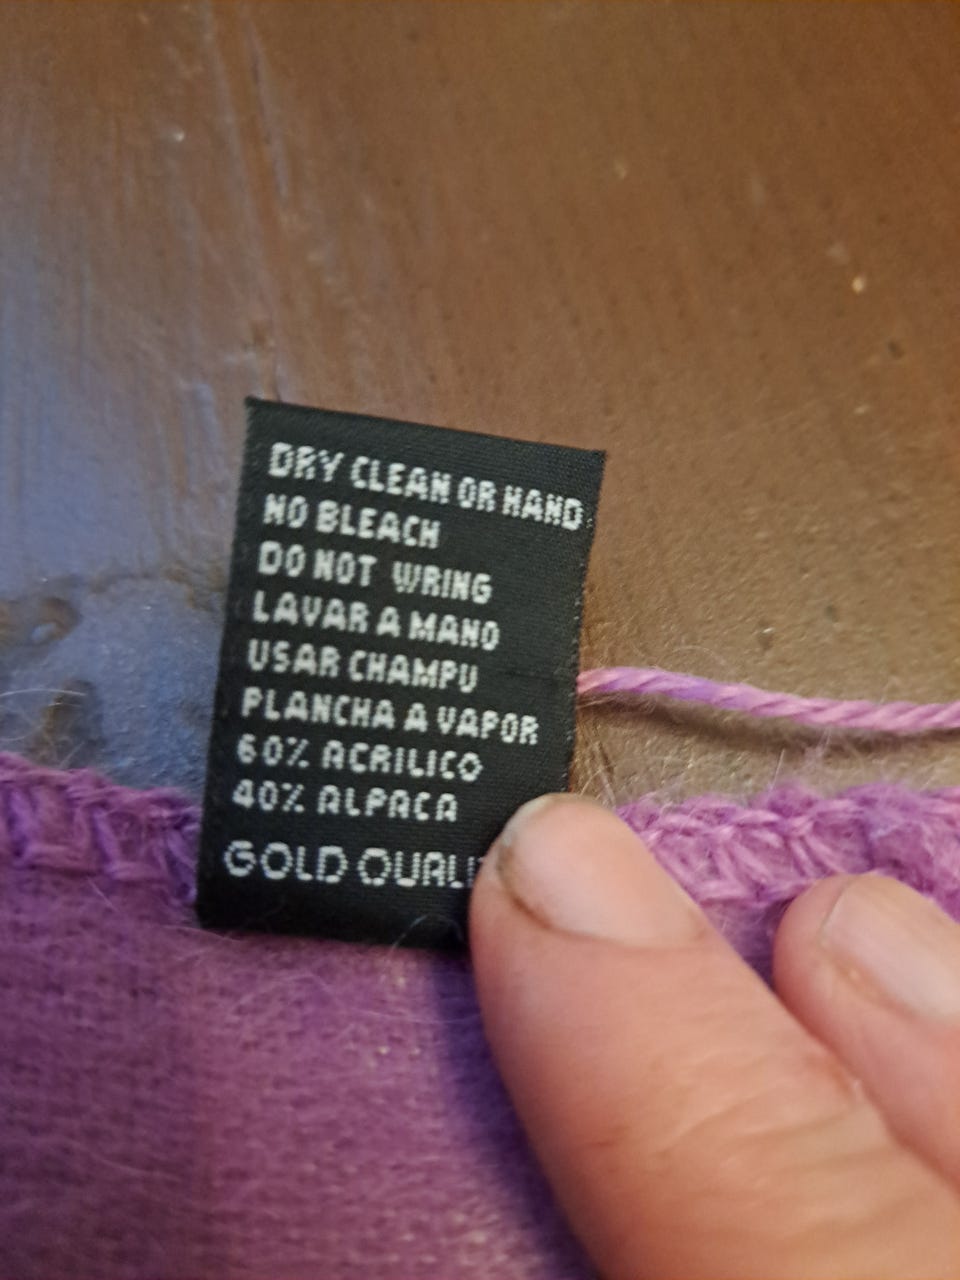 DRY CLEAN OR HAND
NO BLEACH
DO NOT WRING
LAVAR A MANO
USAR CHAMPU
PLANCHA A VAPOR
60% ACRILICO
40% ALPACA
GOLD